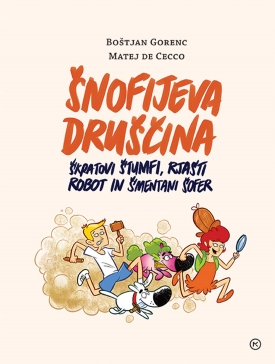 BOŠTJAN GORENC
MATEJ DE CECCO
ŠNOFIJEVA
DRUŠČINA
ŠKRATOVI ŠTUMFI, RJASTI
ROBOT IN ŠMENTANI ŠOFER